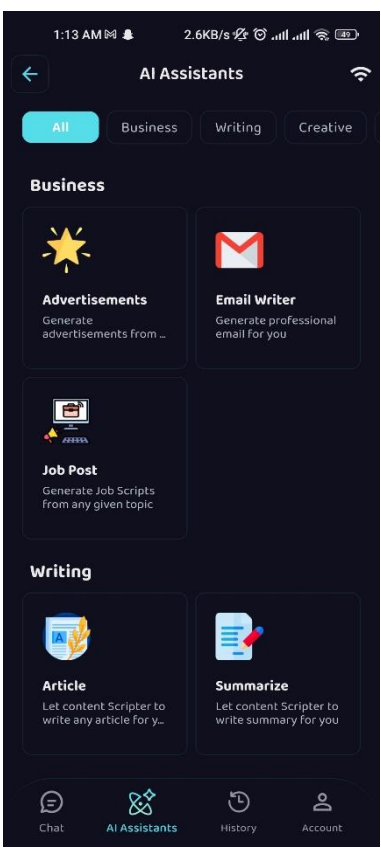 1:13 AM 2.6KB/s 49
AI Assistants
All Business Writing Creative
Business
Advertisements
Generate
advertisements from ...
Email Writer
Generate professional
email for you
Job Post
Generate Job Scripts
from any given topic
Writing
Article
Let content Scripter to
write any article for y...
Summarize
Let content Scripter to
write summary for you
Chat AI Assistants History Account